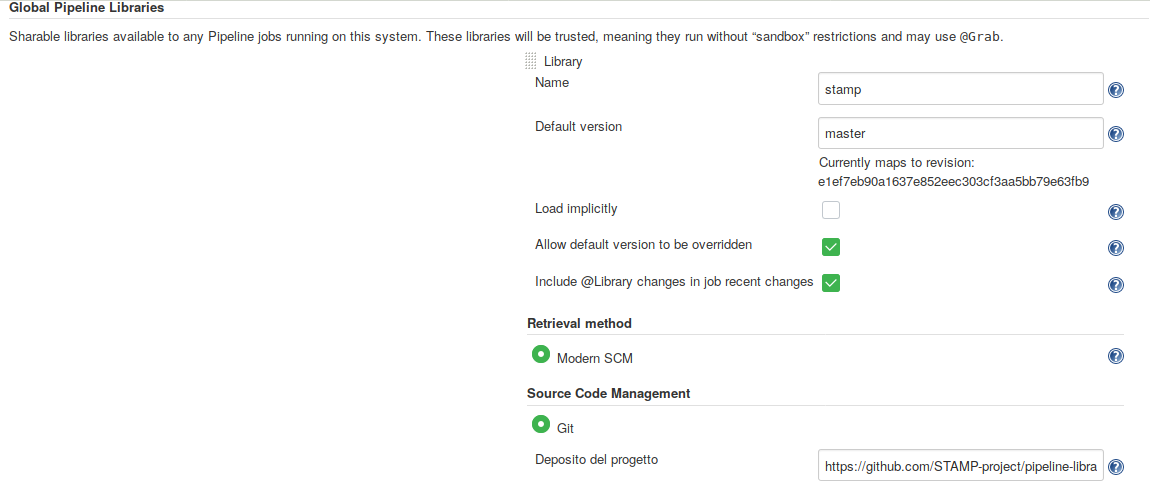 Global Pipeline Libraries
Sharable libraries available to any Pipeline jobs running on this system. These libraries will be trusted, meaning they run without “sandbox” restrictions and may use @Grab.
Library
Name
stamp
Default version
master
Currently maps to revision:
e1ef7eb90a1637e852eec303cf3aa5bb79e63fb9
Load implicitly
Allow default version to be overridden
Include @Library changes in job recent changes
Retrieval method
Modern SCM
Source Code Management
Git
Deposito del progetto
https://github.com/STAMP-project/pipeline-libra